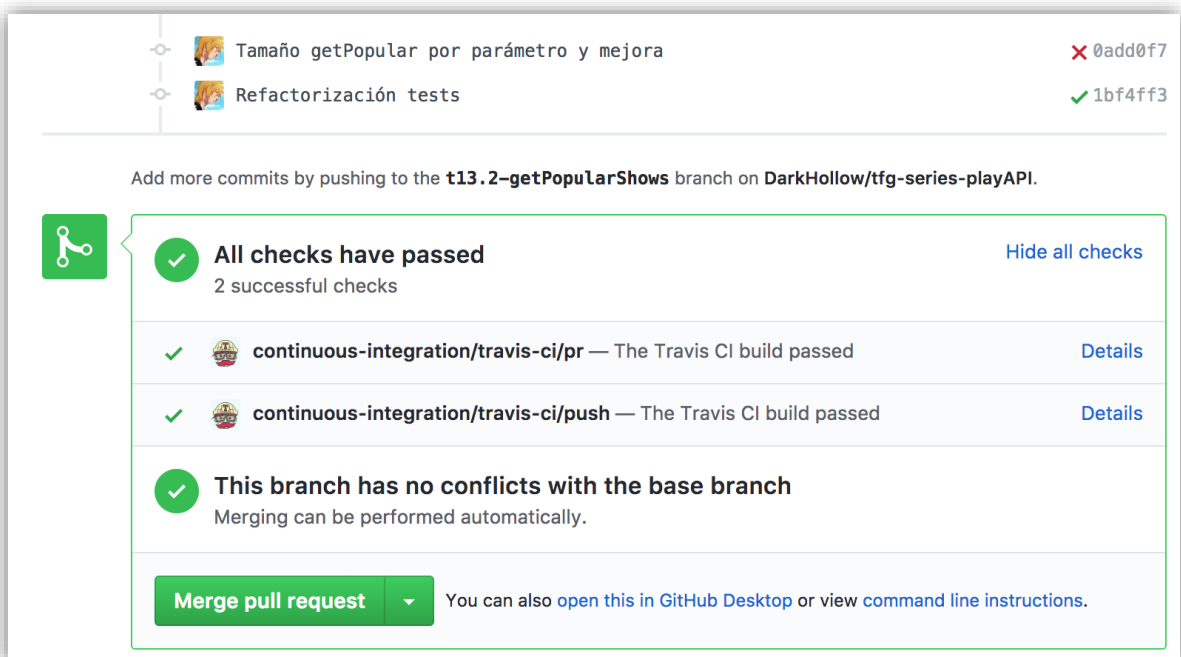 Tamaño getPopular por parámetro y mejora 0add0f7
Refactorización tests 1bf4ff3
Add more commits by pushing to the t13.2-getPopularShows branch on DarkHollow/tfg-series-playAPI.
All checks have passed Hide all checks
2 successful checks
continuous-integration/travis-ci/pr — The Travis CI build passed Details
continuous-integration/travis-ci/push — The Travis CI build passed Details
This branch has no conflicts with the base branch
Merging can be performed automatically.
Merge pull request You can also open this in GitHub Desktop or view command line instructions.